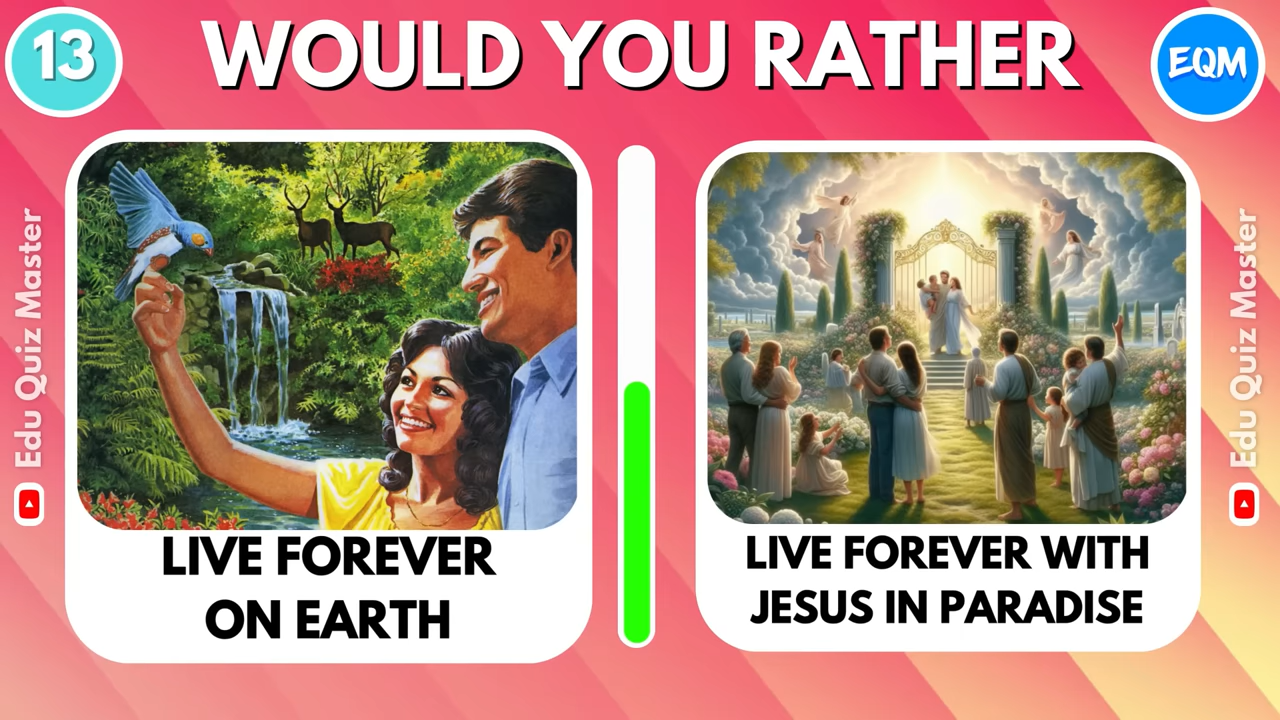 13
WOULD YOU RATHER
EQM
Edu Quiz Master
LIVE FOREVER
ON EARTH
LIVE FOREVER WITH
JESUS IN PARADISE
Edu Quiz Master